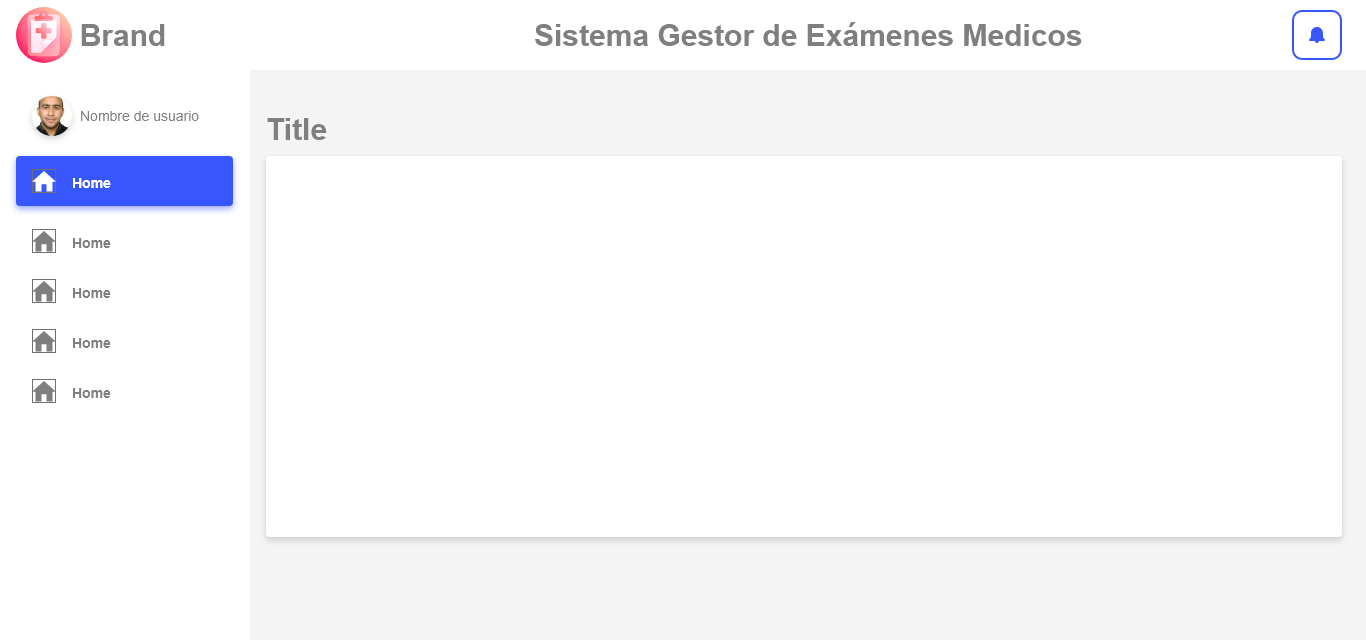 Brand
Sistema Gestor de Exámenes Medicos
Nombre de usuario
Title
Home
Home
Home
Home
Home